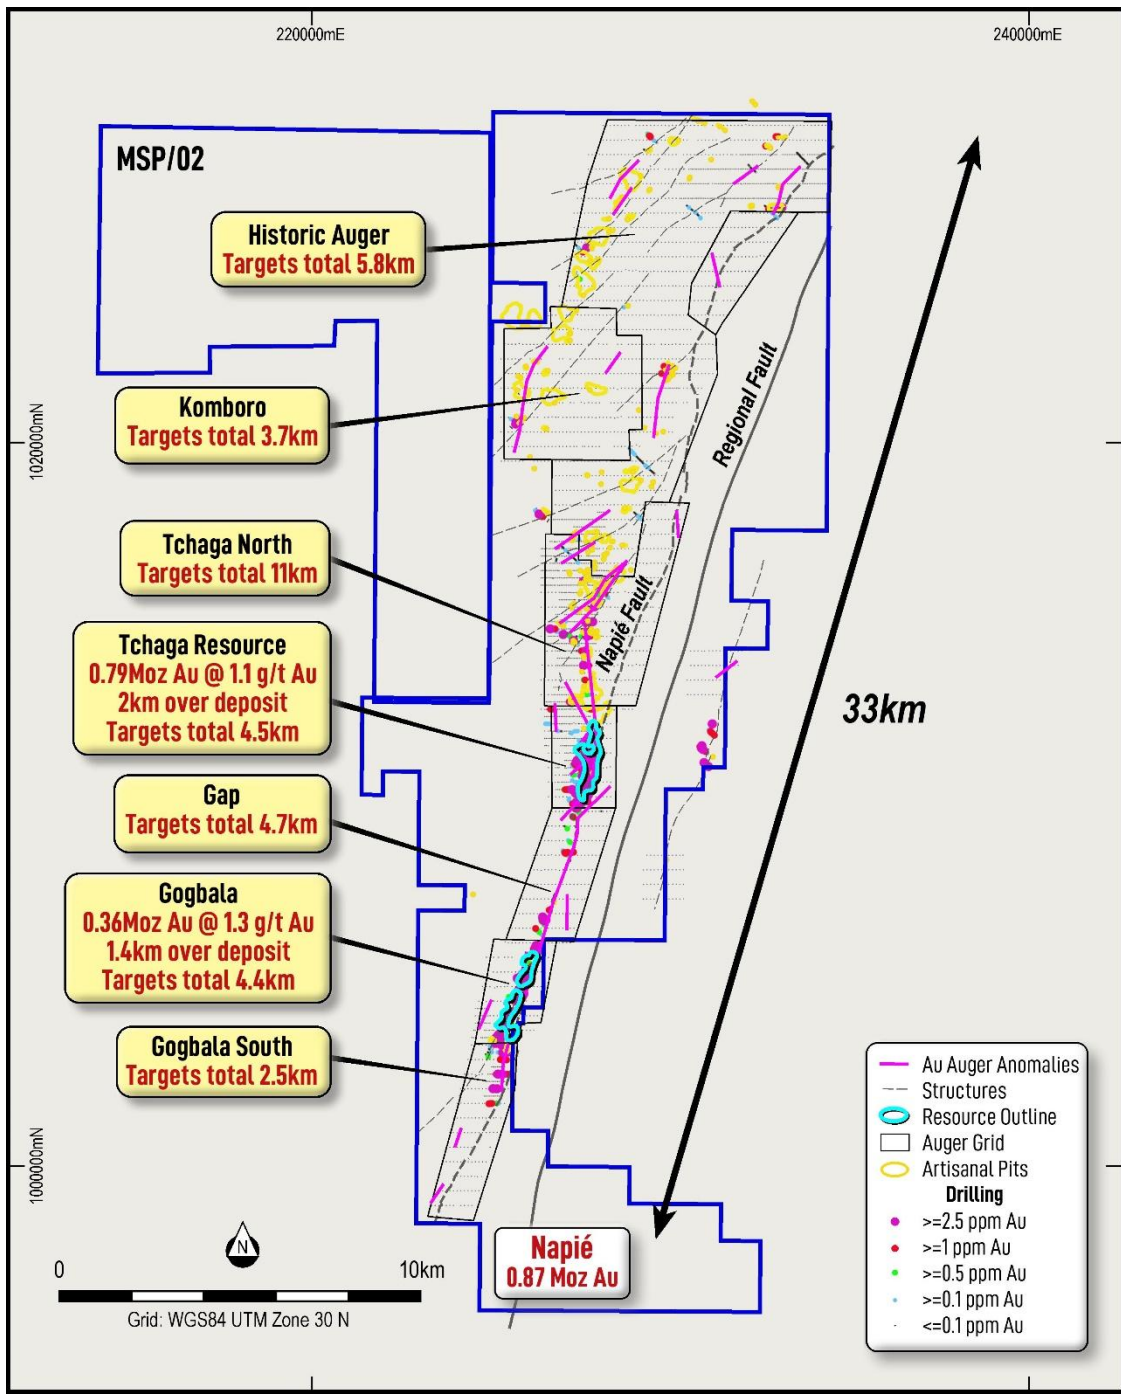 220000mE
240000mE
MSP/02
Historic Auger
Targets total 5.8km
Regional Fault
Komboro
Targets total 3.7km
1020000mN
Tchaga North
Targets total 11km
Napié Fault
Tchaga Resource
0.79Moz Au @ 1.1 g/t Au
2km over deposit
Targets total 4.5km
33km
Gap
Targets total 4.7km
Gogbala
0.36Moz Au @ 1.3 g/t Au
1.4km over deposit
Targets total 4.4km
Gogbala South
Targets total 2.5km
1000000mN
Au Auger Anomalies
Structures
Resource Outline
Auger Grid
Artisanal Pits
Drilling
>=2.5 ppm Au
>=1 ppm Au
>=0.5 ppm Au
>=0.1 ppm Au
<=0.1 ppm Au
N
Napié
0.87 Moz Au
0 10km
Grid: WGS84 UTM Zone 30 N